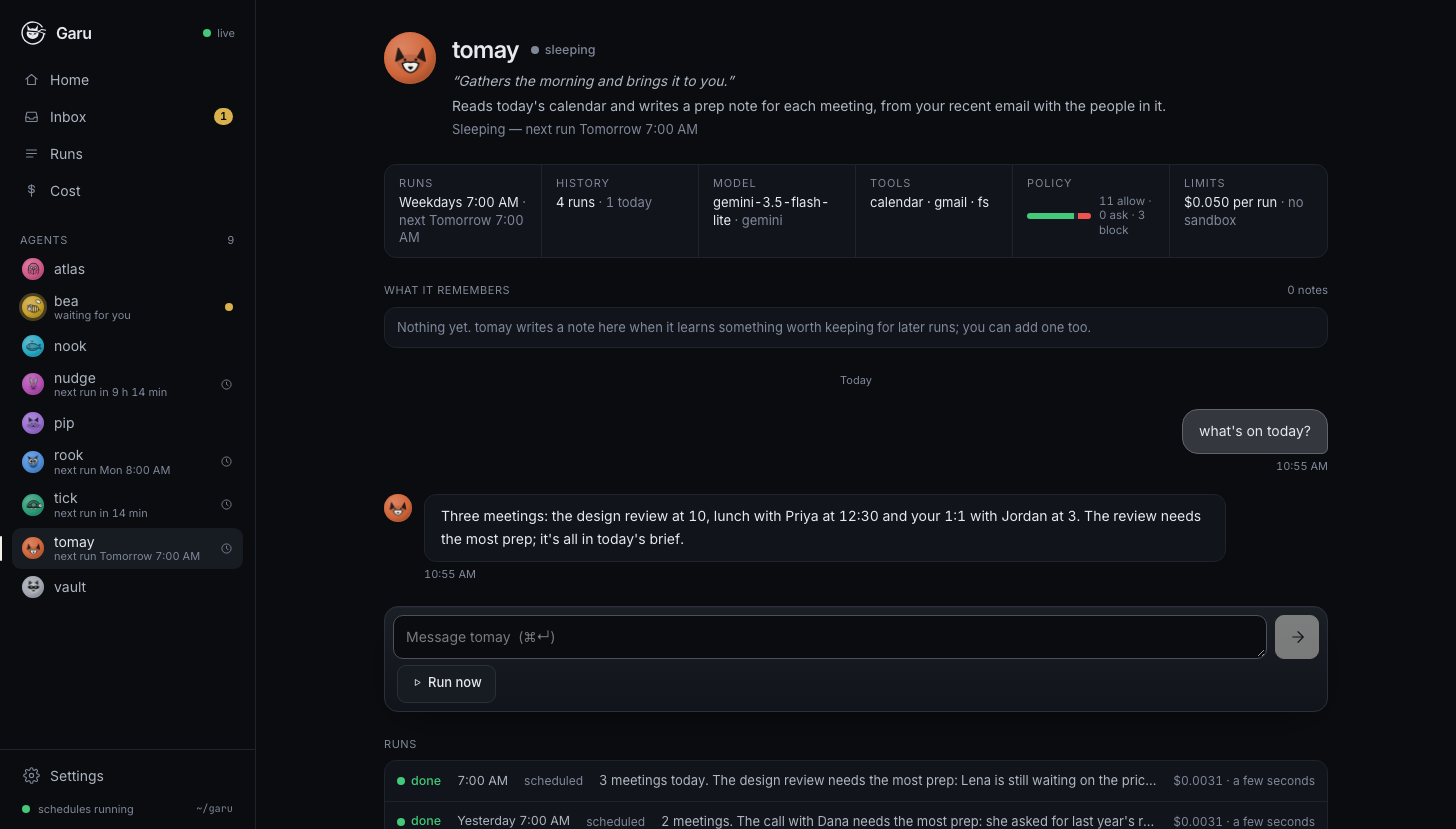 Garu
live
Home
Inbox
1
Runs
Cost
AGENTS
9
atlas
bea
waiting for you
nook
nudge
next run in 9 h 14 min
pip
rook
next run Mon 8:00 AM
tick
next run in 14 min
tomay
next run Tomorrow 7:00 AM
vault
Settings
schedules running
~/garu
tomay
sleeping
“Gathers the morning and brings it to you.”
Reads today's calendar and writes a prep note for each meeting, from your recent email with the people in it.
Sleeping — next run Tomorrow 7:00 AM
RUNS
Weekdays 7:00 AM ·
next Tomorrow 7:00
AM
HISTORY
4 runs · 1 today
MODEL
gemini-3.5-flash-
lite · gemini
TOOLS
calendar · gmail · fs
POLICY
11 allow ·
0 ask · 3
block
LIMITS
$0.050 per run · no
sandbox
WHAT IT REMEMBERS
0 notes
Nothing yet. tomay writes a note here when it learns something worth keeping for later runs; you can add one too.
Today
what's on today?
10:55 AM
Three meetings: the design review at 10, lunch with Priya at 12:30 and your 1:1 with Jordan at 3. The review needs
the most prep; it's all in today's brief.
10:55 AM
Message tomay (⌘↵)
Run now
RUNS
done 7:00 AM scheduled 3 meetings today. The design review needs the most prep: Lena is still waiting on the pric... $0.0031 · a few seconds
done Yesterday 7:00 AM scheduled 2 meetings. The call with Dana needs the most prep: she asked for last year's r... $0.0031 · a few seconds